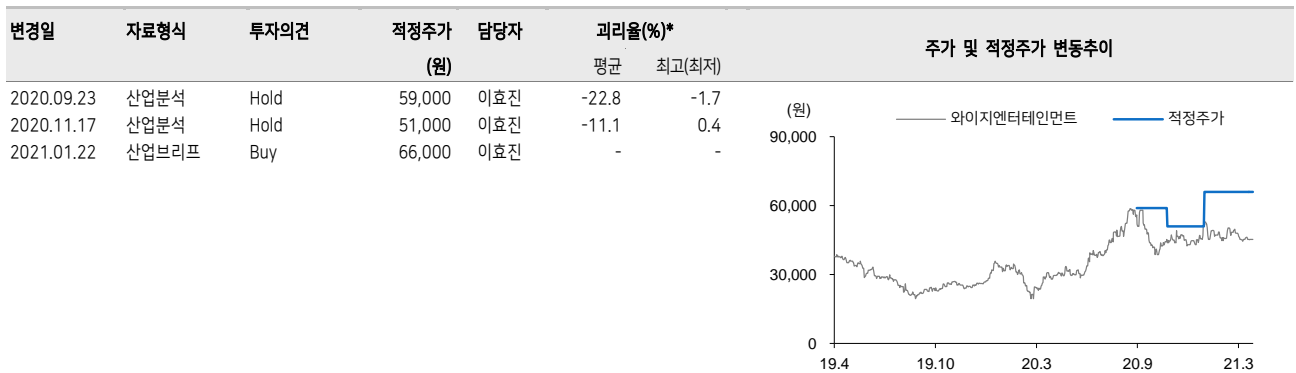 변경일 자료형식 투자의견 적정주가 담당자 괴리율(%)* 주가 및 적정주가 변동추이
(원) 평균 최고(최저)
2020.09.23 산업분석 Hold 59,000 이효진 -22.8 -1.7
2020.11.17 산업분석 Hold 51,000 이효진 -11.1 0.4
2021.01.22 산업브리프 Buy 66,000 이효진 - -
(원)
와이지엔터테인먼트 적정주가
90,000
60,000
30,000
0
19.4 19.10 20.3 20.9 21.3